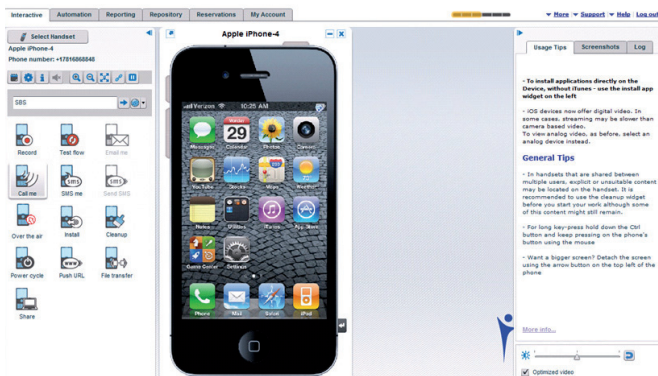 Interactive
Automation
Reporting
Repository
Reservations
My Account
More
Support
Help
Log out
Select Handset
Apple iPhone-4
Phone number: +17816868848
SBS
Record
Test flow
Email me
Call me
SMS me
Send SMS
Over the air
Install
Cleanup
Power cycle
Push URL
File transfer
Share
Apple iPhone-4
Verizon
10:25 AM
Messages
Calendar
Photos
Camera
29
YouTube
Stocks
Maps
Weather
Notes
Utilities
iTunes
App Store
Game Center
Settings
Phone
Mail
Safari
iPod
Usage Tips
Screenshots
Log
- To install applications directly on the
Device, without iTunes - use the install app
widget on the left
- iOS devices now offer digital video. In
some cases, streaming may be slower than
camera based video.
To view analog video, as before, select an
analog device instead.
General Tips
- In handsets that are shared between
multiple users, explicit or unsuitable content
may be located on the handset. It is
recommended to use the cleanup widget
before you start your work although some
of this content might still remain.
- For long key-press hold down the Ctrl
button and keep pressing on the phone's
button using the mouse
- Want a bigger screen? Detach the screen
using the arrow button on the top left of the
phone
More info...
Optimized video